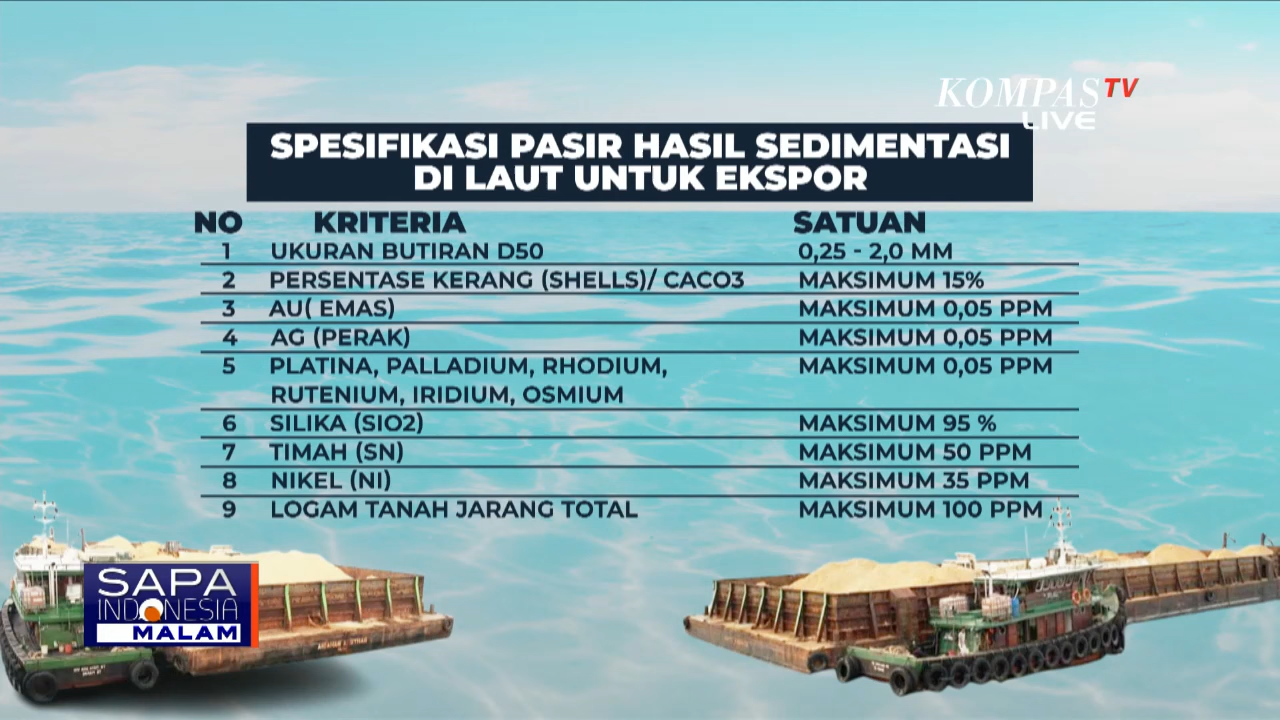 KOMPAS TV
LIVE
SPESIFIKASI PASIR HASIL SEDIMENTASI
DI LAUT UNTUK EKSPOR
NO KRITERIA SATUAN
1 UKURAN BUTIRAN D50 0,25 - 2,0 MM
2 PERSENTASE KERANG (SHELLS)/ CACO3 MAKSIMUM 15%
3 AU( EMAS) MAKSIMUM 0,05 PPM
4 AG (PERAK) MAKSIMUM 0,05 PPM
5 PLATINA, PALLADIUM, RHODIUM, MAKSIMUM 0,05 PPM
RUTENIUM, IRIDIUM, OSMIUM
6 SILIKA (SIO2) MAKSIMUM 95 %
7 TIMAH (SN) MAKSIMUM 50 PPM
8 NIKEL (NI) MAKSIMUM 35 PPM
9 LOGAM TANAH JARANG TOTAL MAKSIMUM 100 PPM
SAPA
INDONESIA
MALAM